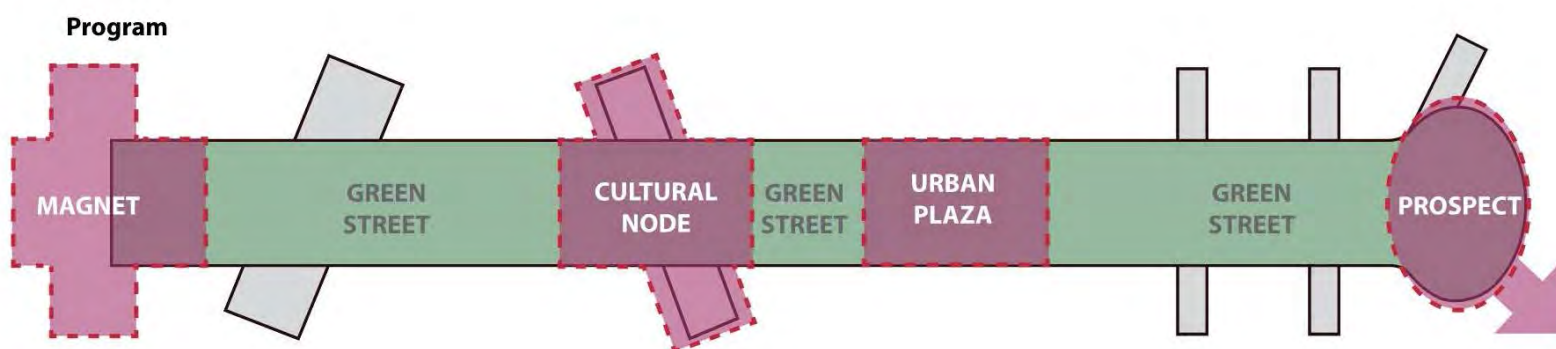 Program
MAGNET
GREEN
STREET
CULTURAL
NODE
GREEN
STREET
URBAN
PLAZA
GREEN
STREET
PROSPECT